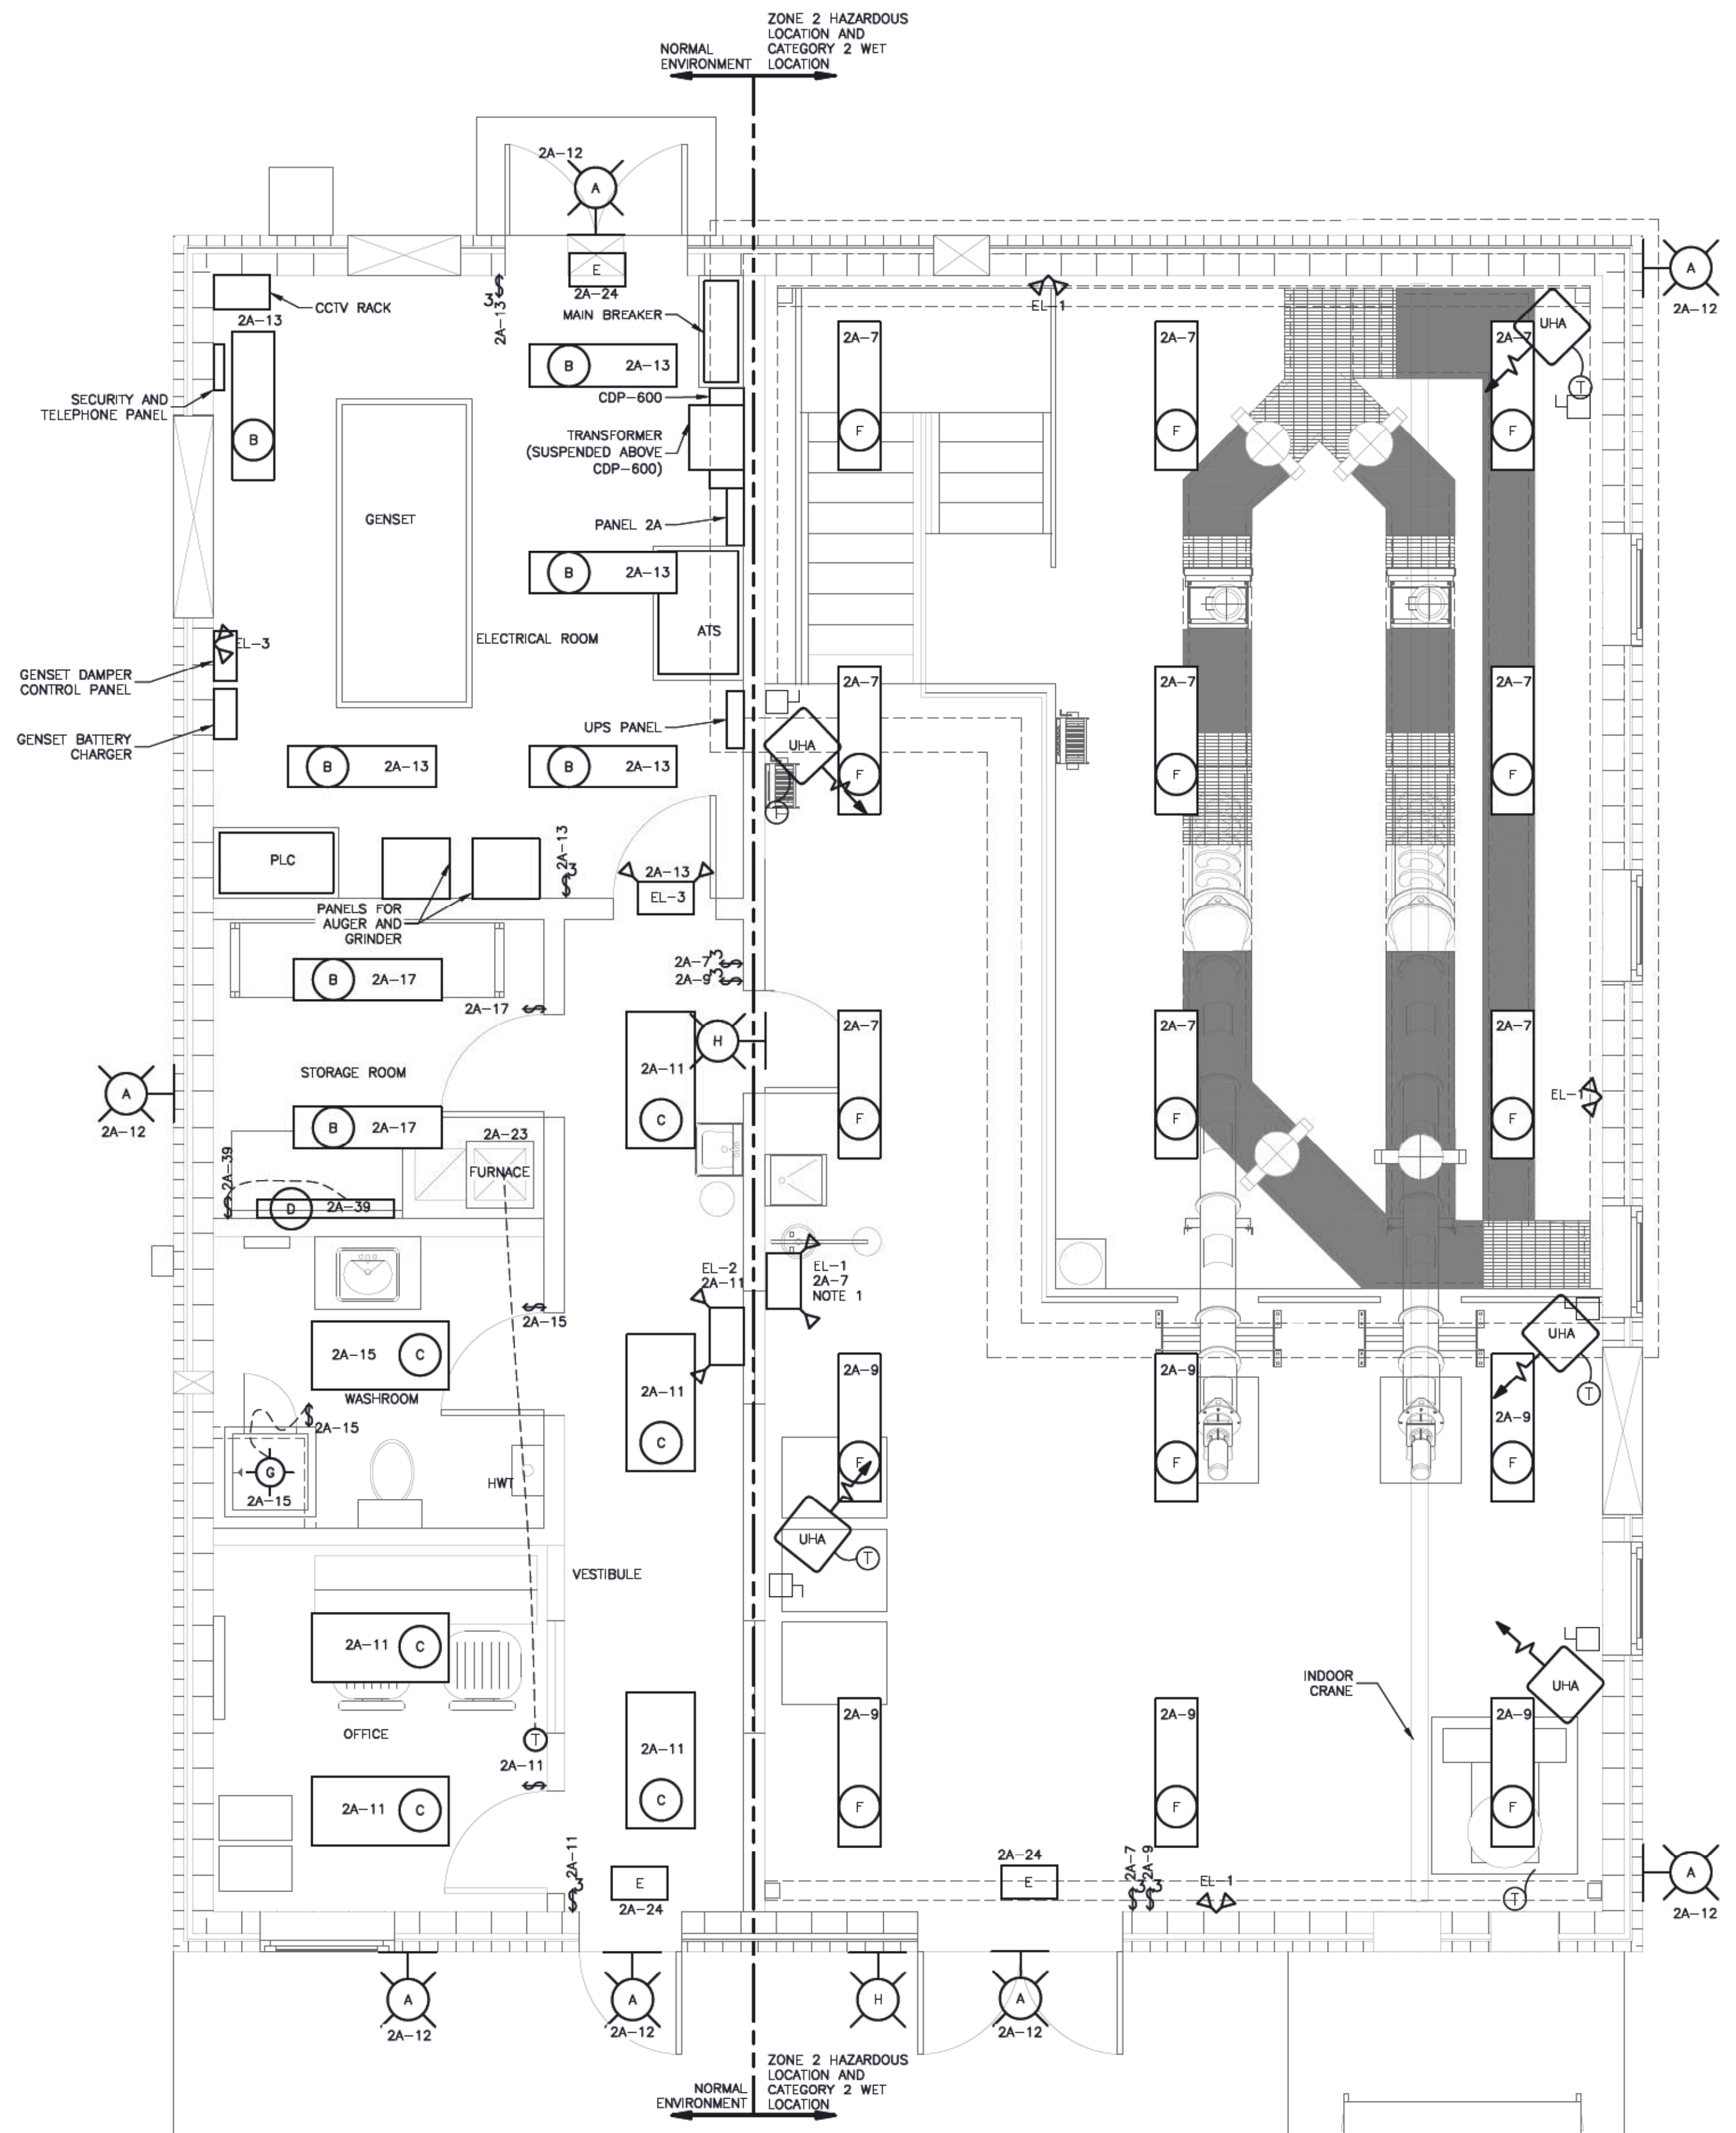 ZONE 2 HAZARDOUS
LOCATION AND
CATEGORY 2 WET
LOCATION
NORMAL
ENVIRONMENT
2A-12
A
E
2A-24
A
2A-12
CCTV RACK
2A-13
3
2A-13
MAIN BREAKER
EL-1
UHA
T
B
2A-13
CDP-600
SECURITY AND
TELEPHONE PANEL
B
TRANSFORMER
(SUSPENDED ABOVE
CDP-600)
2A-7
F
2A-7
F
2A-7
F
GENSET
PANEL 2A
B
2A-13
ATS
ELECTRICAL ROOM
EL-3
GENSET DAMPER
CONTROL PANEL
GENSET BATTERY
CHARGER
UPS PANEL
UHA
T
2A-7
F
2A-7
F
2A-7
F
B
2A-13
B
2A-13
PLC
2A-13
3
2A-13
EL-3
PANELS FOR
AUGER AND
GRINDER
2A-7
3
2A-9
3
B
2A-17
2A-17
H
2A-11
C
2A-7
F
2A-7
F
2A-7
F
STORAGE ROOM
EL-1
A
2A-12
B
2A-17
2A-23
FURNACE
2A-39
D
2A-39
EL-2
2A-11
EL-1
2A-7
NOTE 1
2A-15
2A-15
C
WASHROOM
2A-15
G
2A-15
HWT
2A-11
C
UHA
T
2A-9
F
2A-9
F
2A-9
F
UHA
T
VESTIBULE
2A-11
C
OFFICE
T
2A-11
2A-11
C
2A-11
C
INDOOR
CRANE
UHA
2A-9
F
2A-9
F
2A-9
F
2A-11
3
E
2A-24
2A-24
E
2A-7
2A-9
3
3
EL-1
T
A
2A-12
A
2A-12
A
2A-12
H
A
2A-12
ZONE 2 HAZARDOUS
LOCATION AND
CATEGORY 2 WET
LOCATION
NORMAL
ENVIRONMENT